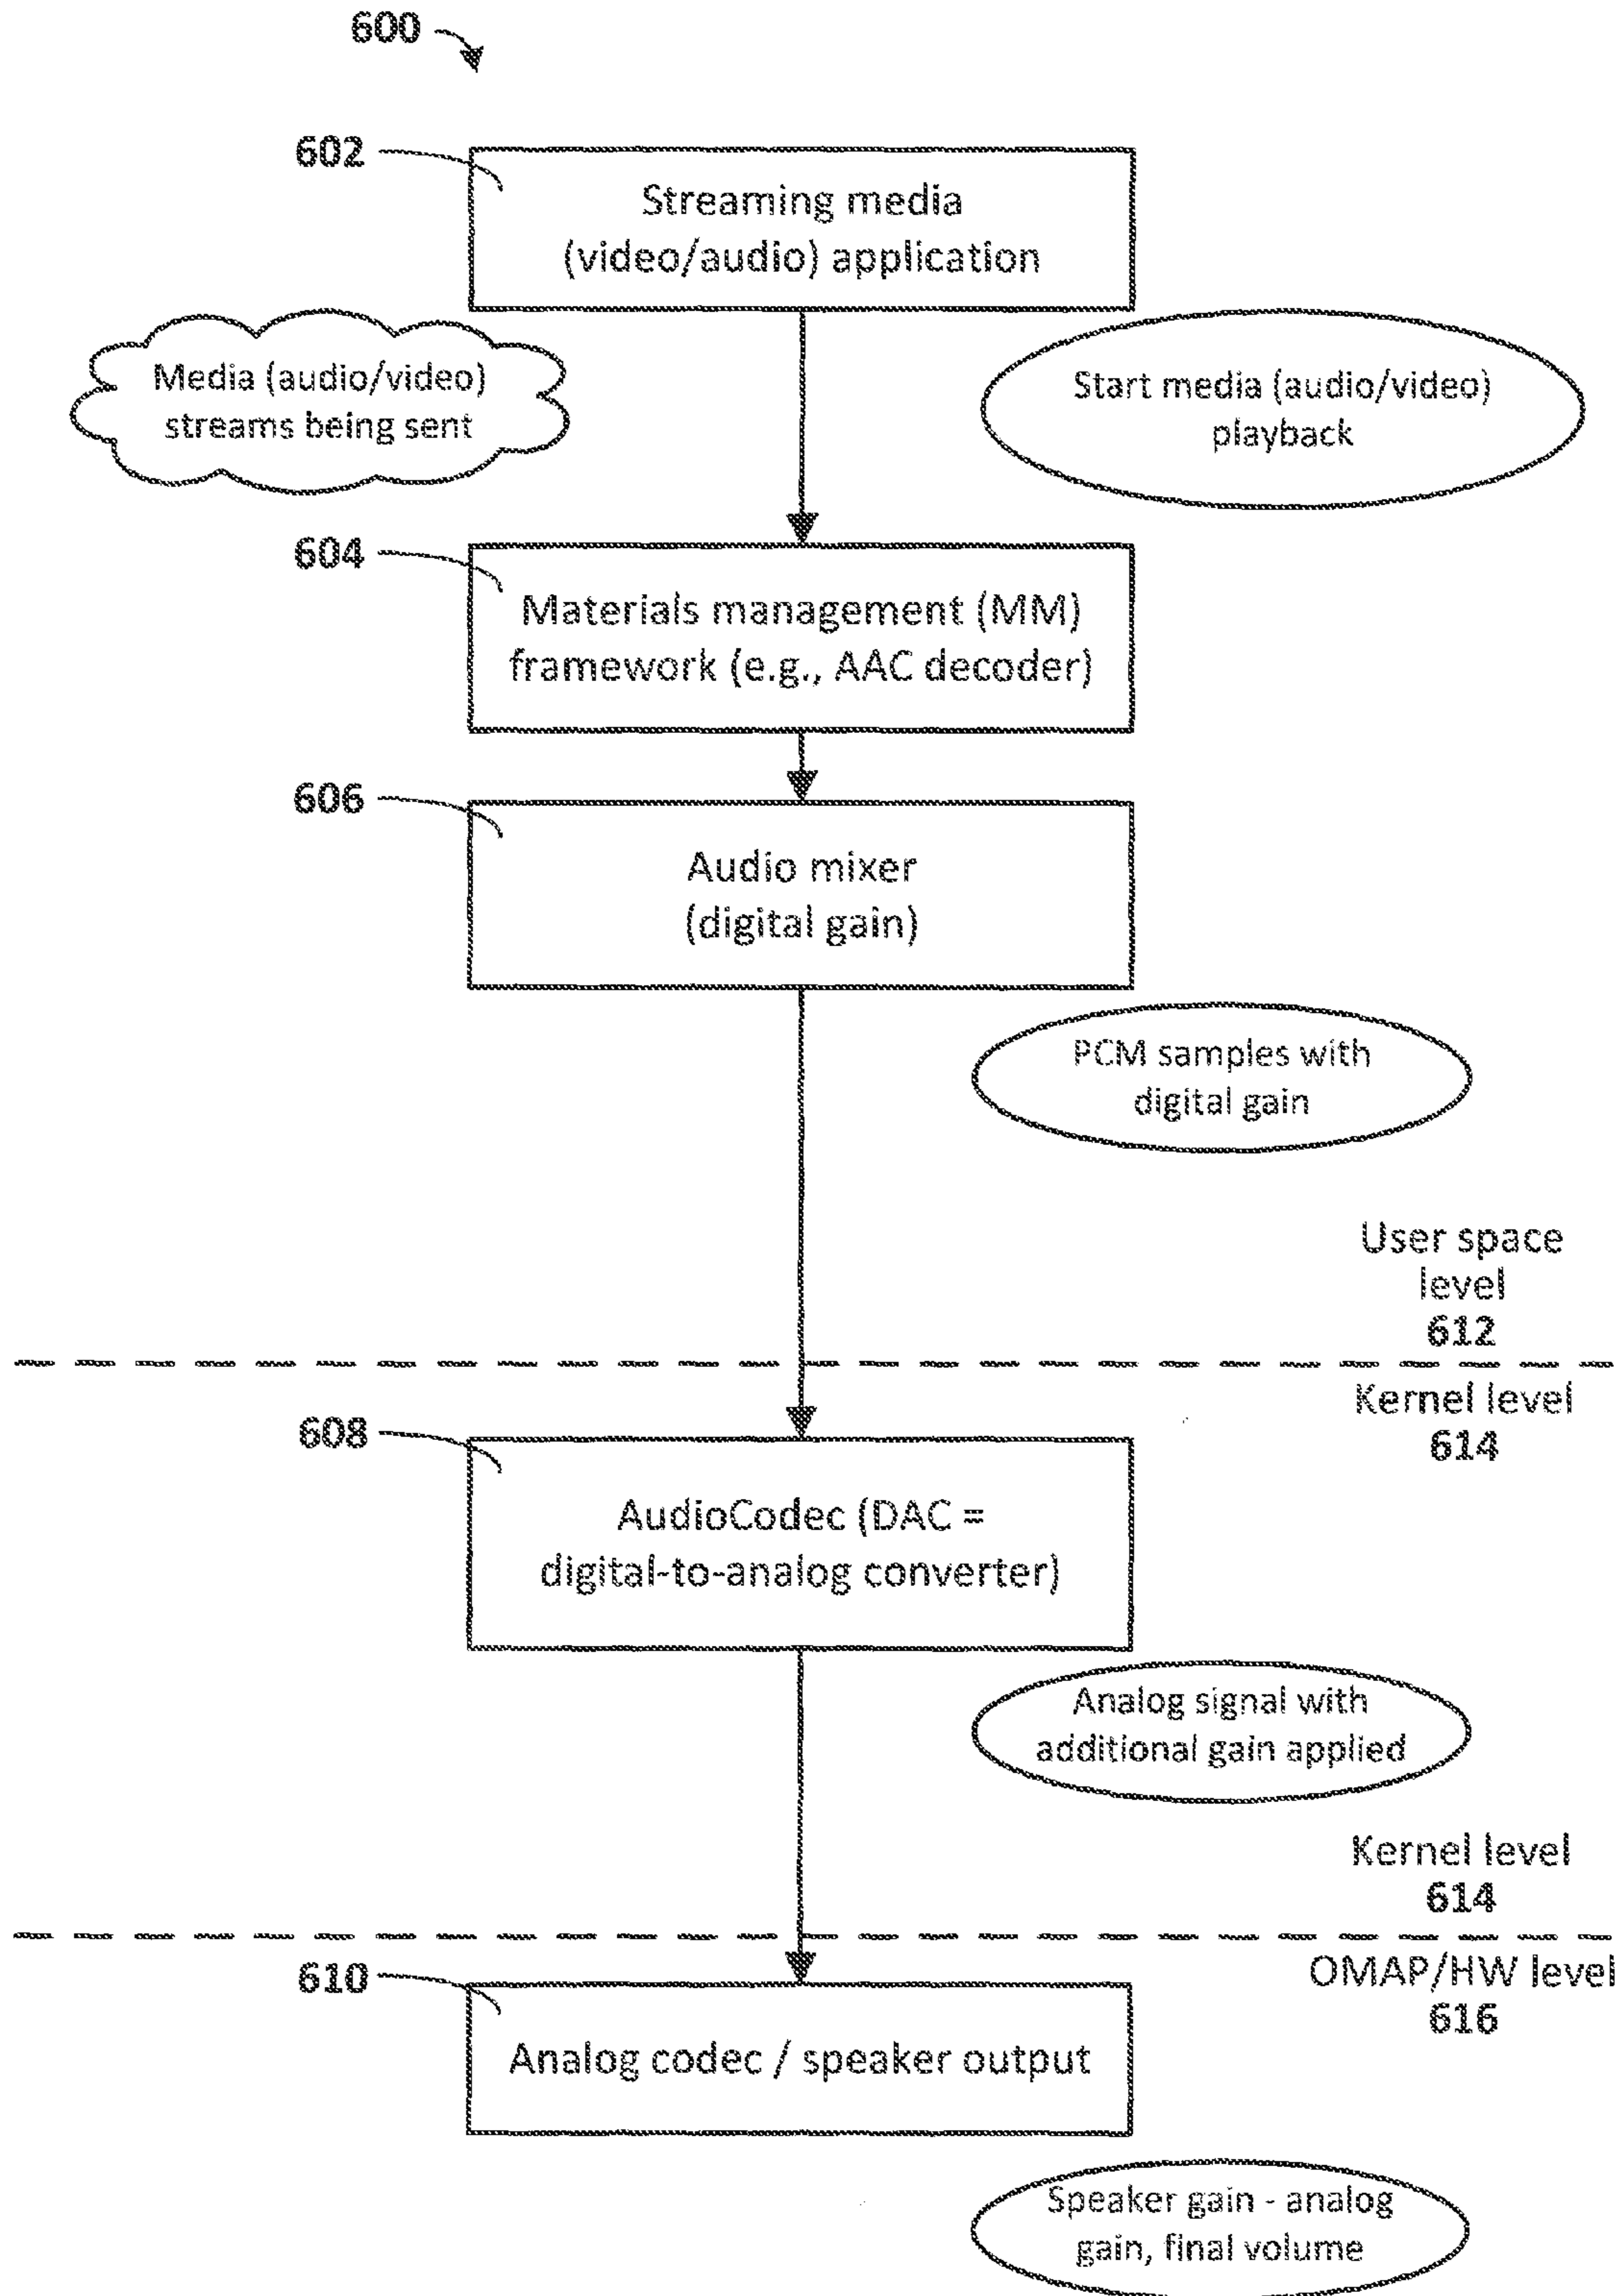 600
602
Streaming media
(video/audio) application
Media (audio/video)
streams being sent
Start media (audio/video)
playback
604
Materials management (MM)
framework (e.g., AAC decoder)
606
Audio mixer
(digital gain)
PCM samples with
digital gain
User space
level
612
Kernel level
614
608
AudioCodec (DAC =
digital-to-analog converter)
Analog signal with
additional gain applied
Kernel level
614
OMAP/HW level
616
610
Analog codec / speaker output
Speaker gain - analog
gain, final volume